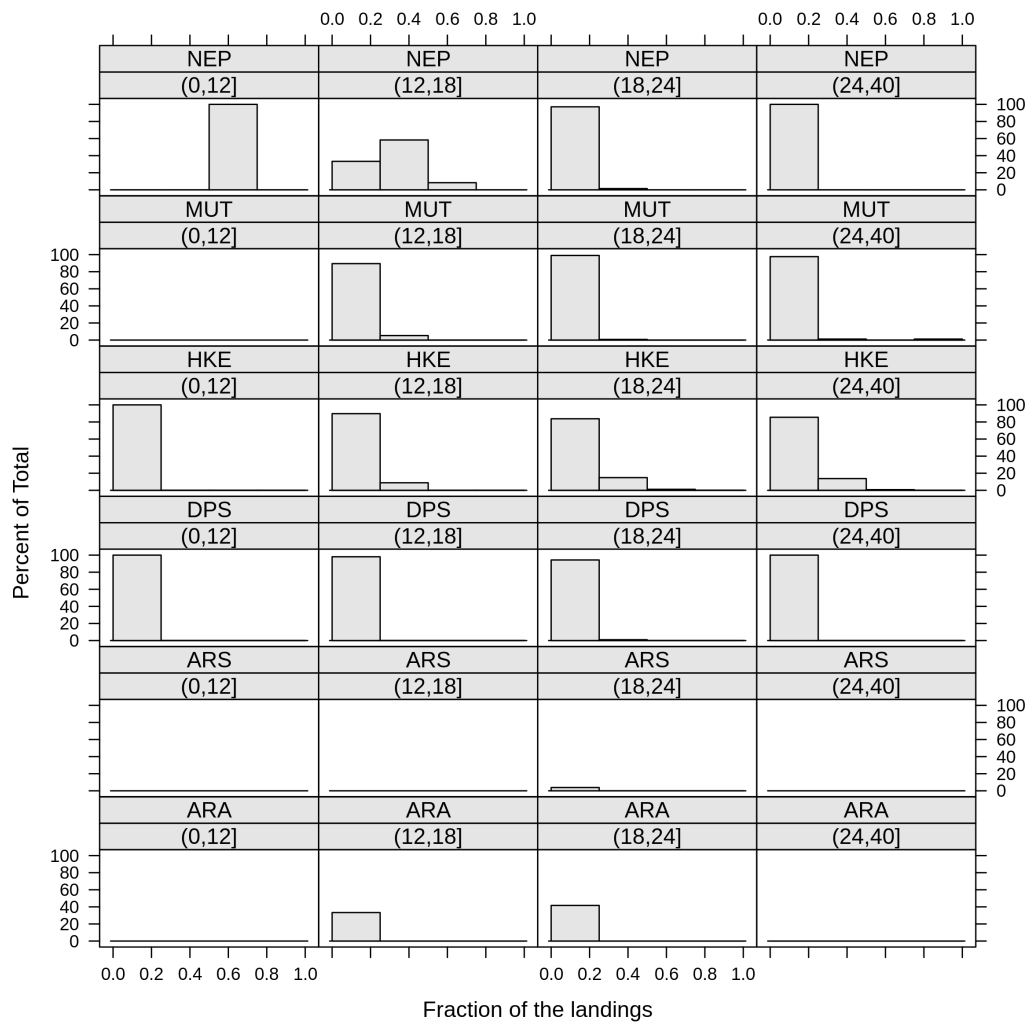 0.0 0.2 0.4 0.6 0.8 1.0 0.0 0.2 0.4 0.6 0.8 1.0
NEP NEP NEP NEP
(0,12] (12,18] (18,24] (24,40]
100
80
60
40
20
0
MUT MUT MUT MUT
(0,12] (12,18] (18,24] (24,40]
100
80
60
40
20
0
HKE HKE HKE HKE
(0,12] (12,18] (18,24] (24,40]
100
80
60
40
20
0
Percent of Total
DPS DPS DPS DPS
(0,12] (12,18] (18,24] (24,40]
100
80
60
40
20
0
ARS ARS ARS ARS
(0,12] (12,18] (18,24] (24,40]
100
80
60
40
20
0
ARA ARA ARA ARA
(0,12] (12,18] (18,24] (24,40]
100
80
60
40
20
0
0.0 0.2 0.4 0.6 0.8 1.0 0.0 0.2 0.4 0.6 0.8 1.0
Fraction of the landings